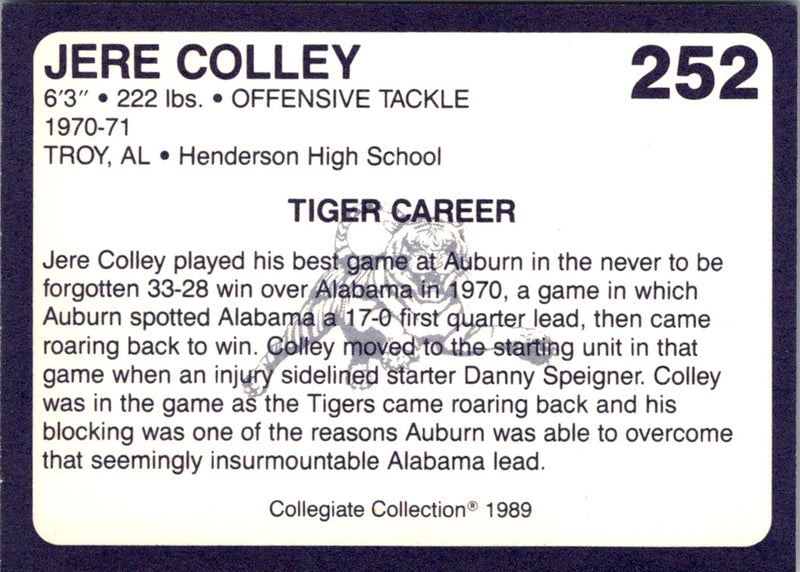 JERE COLLEY 252
6'3" • 222 lbs. • OFFENSIVE TACKLE
1970-71
TROY, AL • Henderson High School
TIGER CAREER
Jere Colley played his best game at Auburn in the never to be
forgotten 33-28 win over Alabama in 1970, a game in which
Auburn spotted Alabama a 17-0 first quarter lead, then came
roaring back to win. Colley moved to the starting unit in that
game when an injury sidelined starter Danny Speigner. Colley
was in the game as the Tigers came roaring back and his
blocking was one of the reasons Auburn was able to overcome
that seemingly insurmountable Alabama lead.
Collegiate Collection® 1989